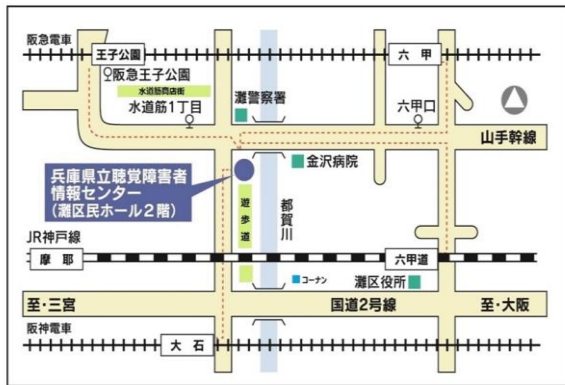 阪急電車
王子公園
六甲
阪急王子公園
水道筋商店街
水道筋1丁目
灘警察署
六甲口
山手幹線
金沢病院
兵庫県立聴覚障害者
情報センター
(灘区民ホール2階)
遊歩道
都賀川
JR神戸線
摩耶
六甲道
コーナン
灘区役所
至・三宮
国道2号線
至・大阪
阪神電車
大石